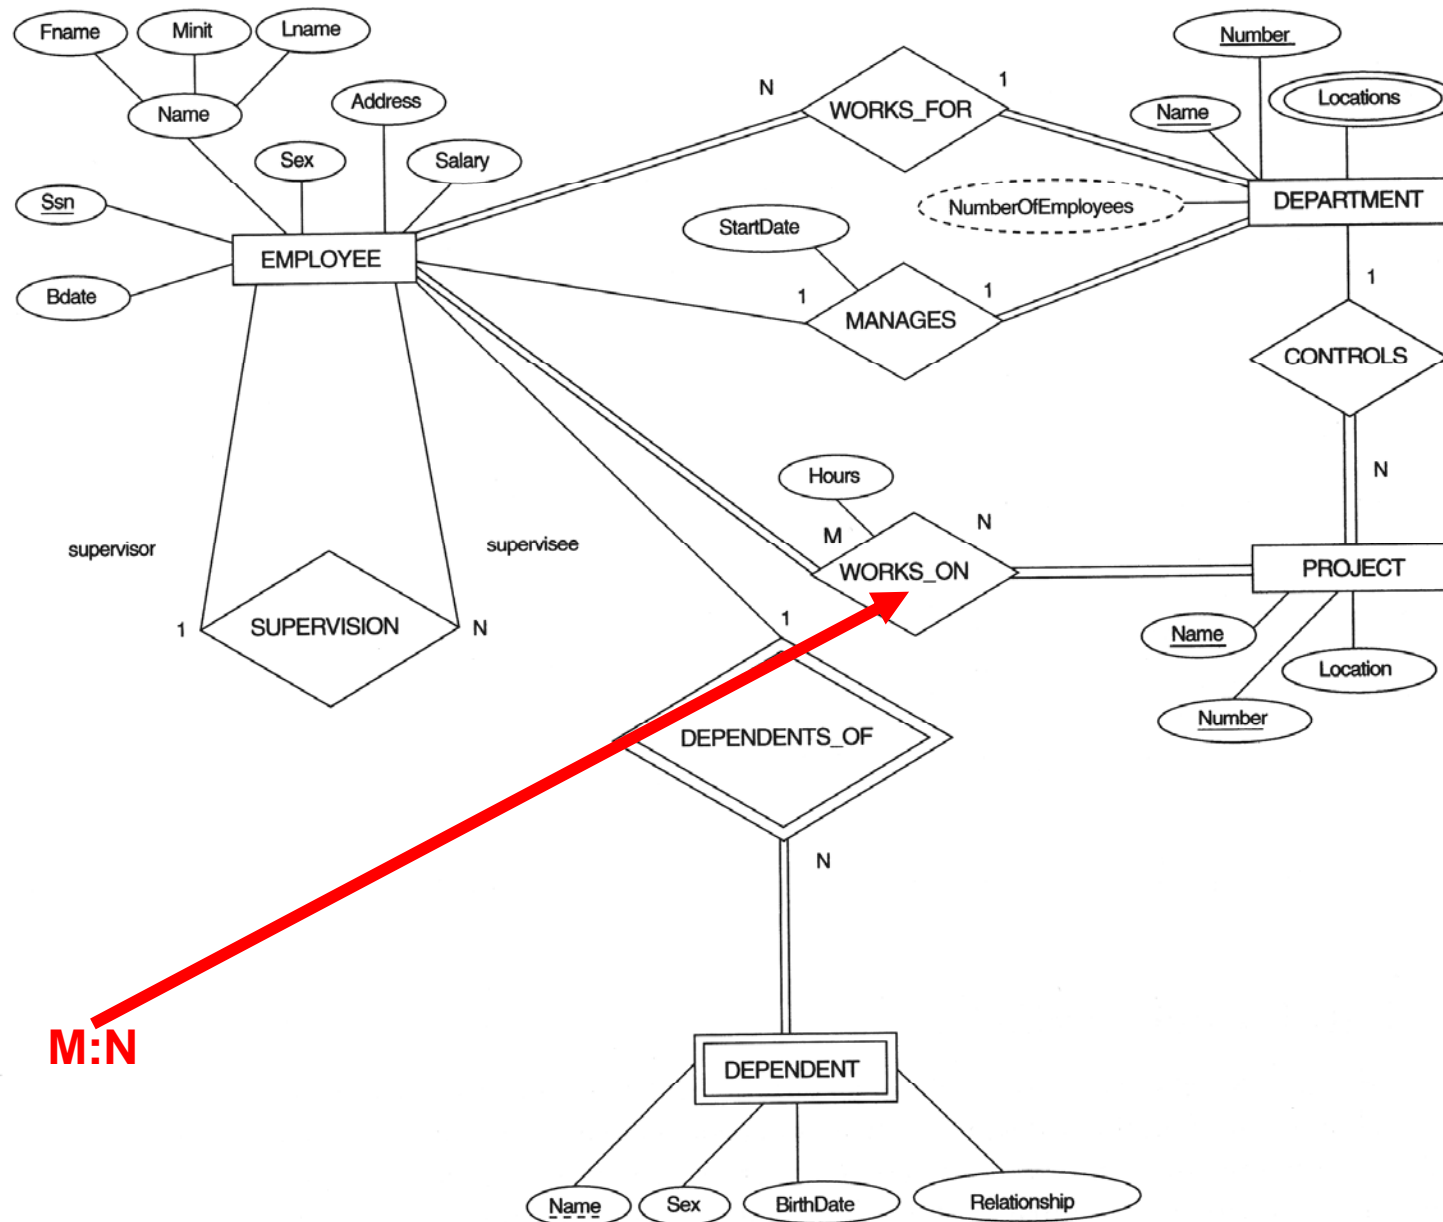 Fname
Minit
Lname
Number
Name
Address
Locations
N
1
WORKS_FOR
Name
Sex
Salary
Ssn
NumberOfEmployees
DEPARTMENT
StartDate
EMPLOYEE
Bdate
1
1
MANAGES
1
CONTROLS
Hours
N
M
N
supervisor
supervisee
WORKS_ON
PROJECT
1
SUPERVISION
N
1
Name
Location
Number
DEPENDENTS_OF
N
M:N
DEPENDENT
Name
Sex
BirthDate
Relationship